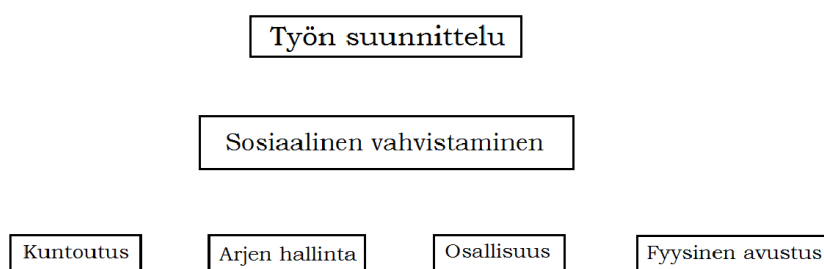 Työn suunnittelu
Sosiaalinen vahvistaminen
Kuntoutus Arjen hallinta Osallisuus Fyysinen avustus